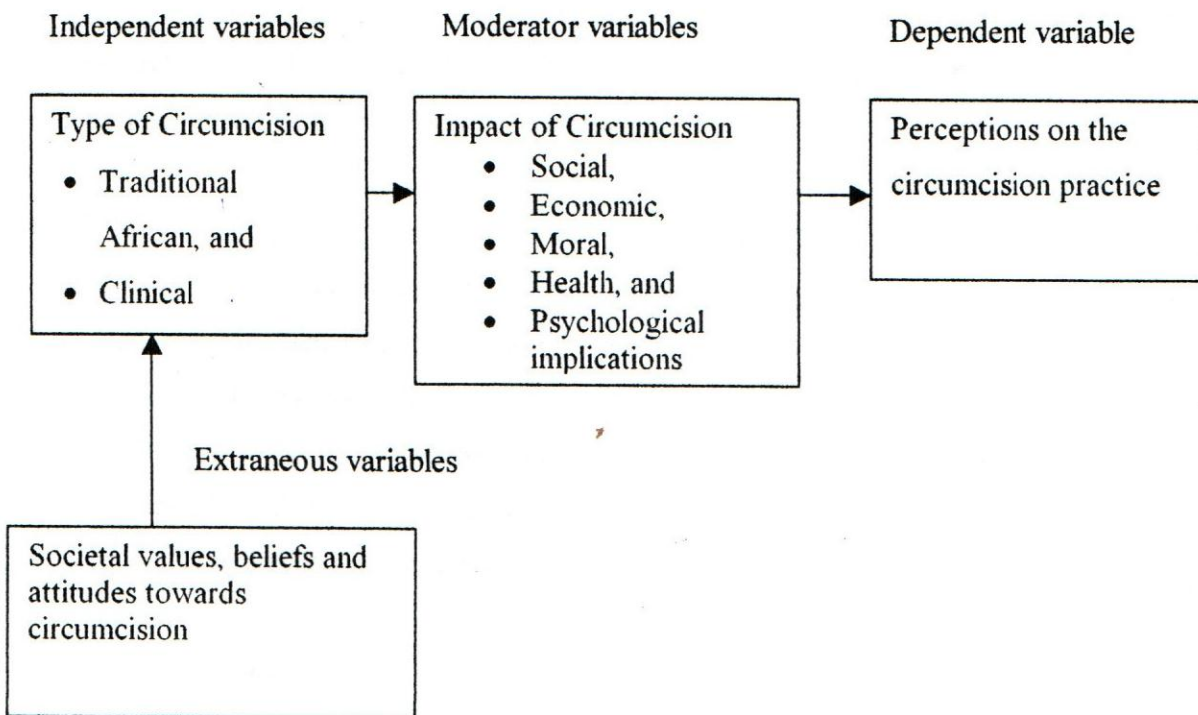 Independent variables
Moderator variables
Dependent variable
Type of Circumcision
• Traditional
African, and
• Clinical
Impact of Circumcision
• Social,
• Economic,
• Moral,
• Health, and
• Psychological
implications
Perceptions on the
circumcision practice
Extraneous variables
Societal values, beliefs and
attitudes towards
circumcision